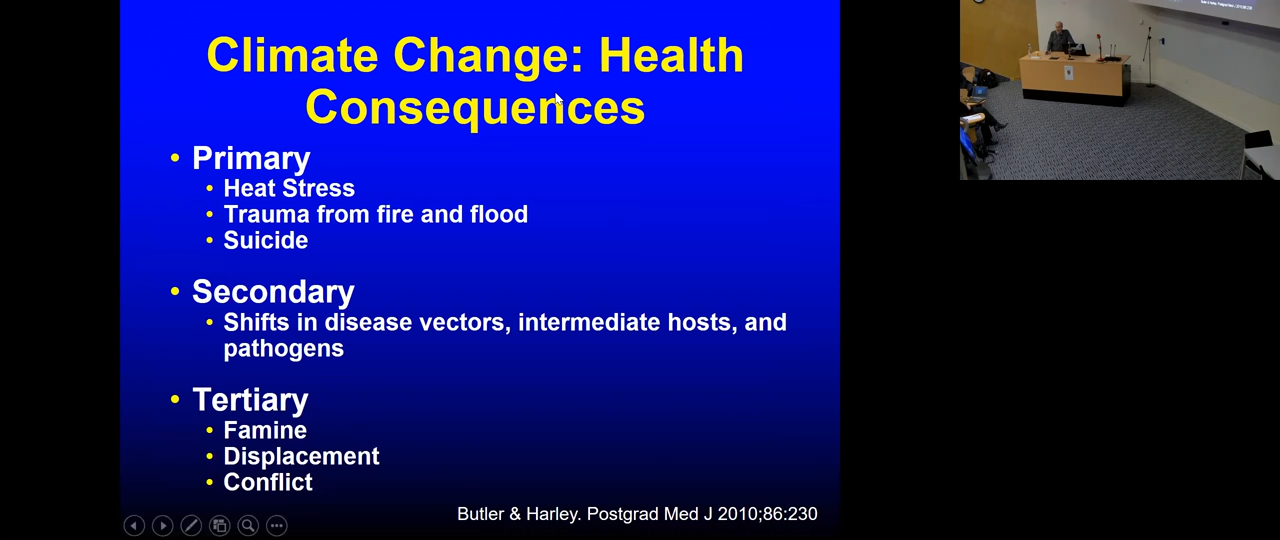 Climate Change: Health
Consequences
• Primary
• Heat Stress
• Trauma from fire and flood
• Suicide
• Secondary
• Shifts in disease vectors, intermediate hosts, and
pathogens
• Tertiary
• Famine
• Displacement
• Conflict
Butler & Harley. Postgrad Med J 2010;86:230